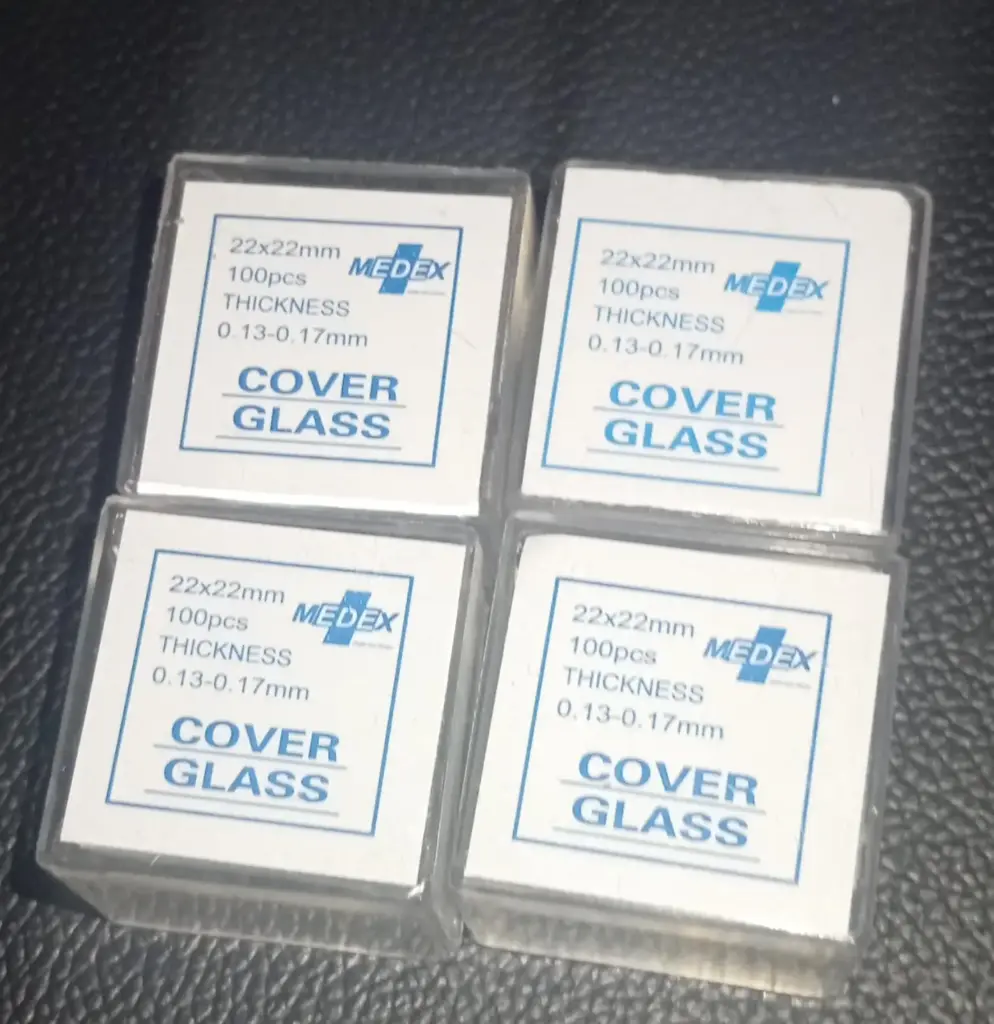 22x22mm
100pcs
THICKNESS
0.13-0.17mm
MEDEX
COVER
GLASS
22x22mm
100pcs
THICKNESS
0.13-0.17mm
MEDEX
COVER
GLASS
22x22mm
100pcs
THICKNESS
0.13-0.17mm
MEDEX
COVER
GLASS
22x22mm
100pcs
THICKNESS
0.13-0.17mm
MEDEX
COVER
GLASS